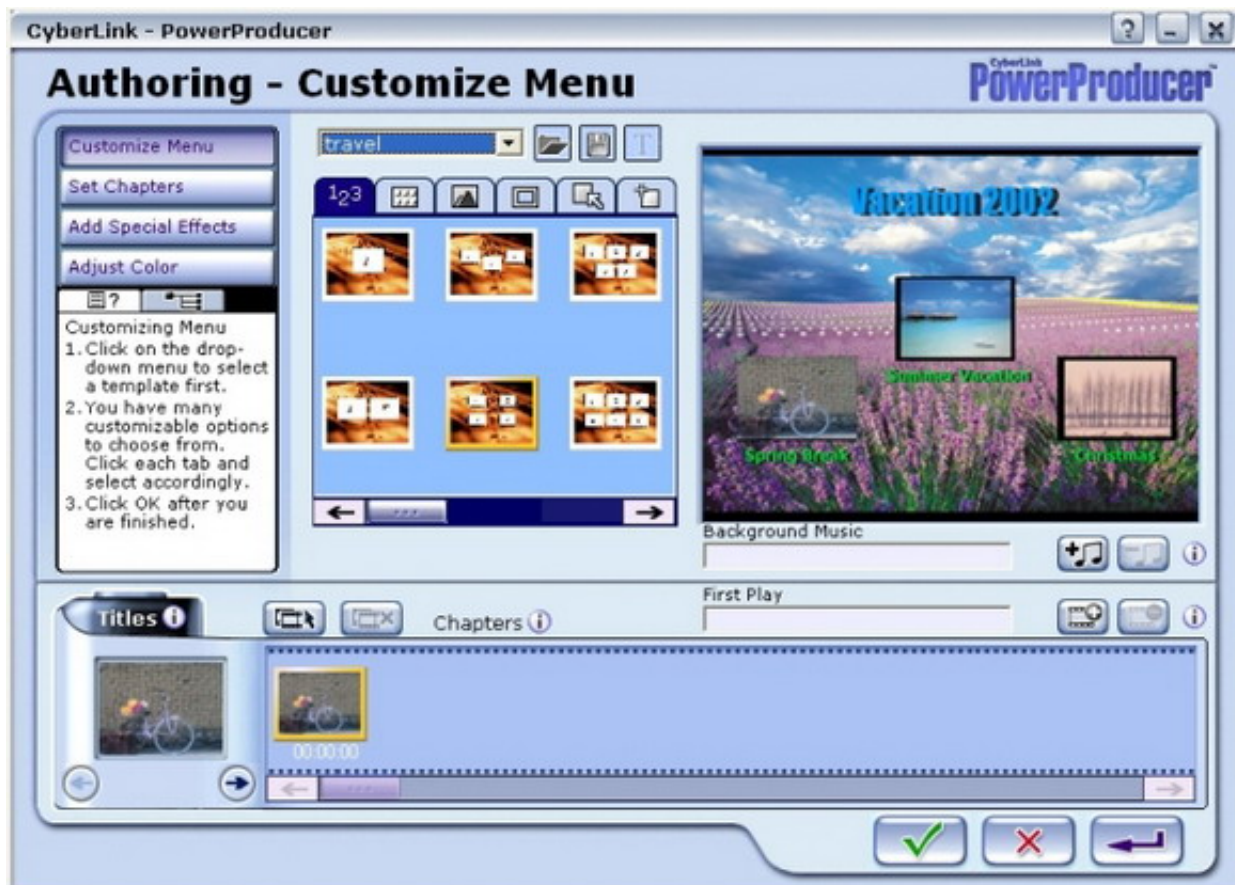 CyberLink - PowerProducer
Authoring - Customize Menu
CyberLink
PowerProducer™
Customize Menu
Set Chapters
Add Special Effects
Adjust Color
Customizing Menu
1. Click on the drop-
down menu to select
a template first.
2. You have many
customizable options
to choose from.
Click each tab and
select accordingly.
3. Click OK after you
are finished.
travel
123
T
Vacation 2002
Summer Vacation
Spring Break
Christmas
Background Music
First Play
Titles
Chapters
00:00:00